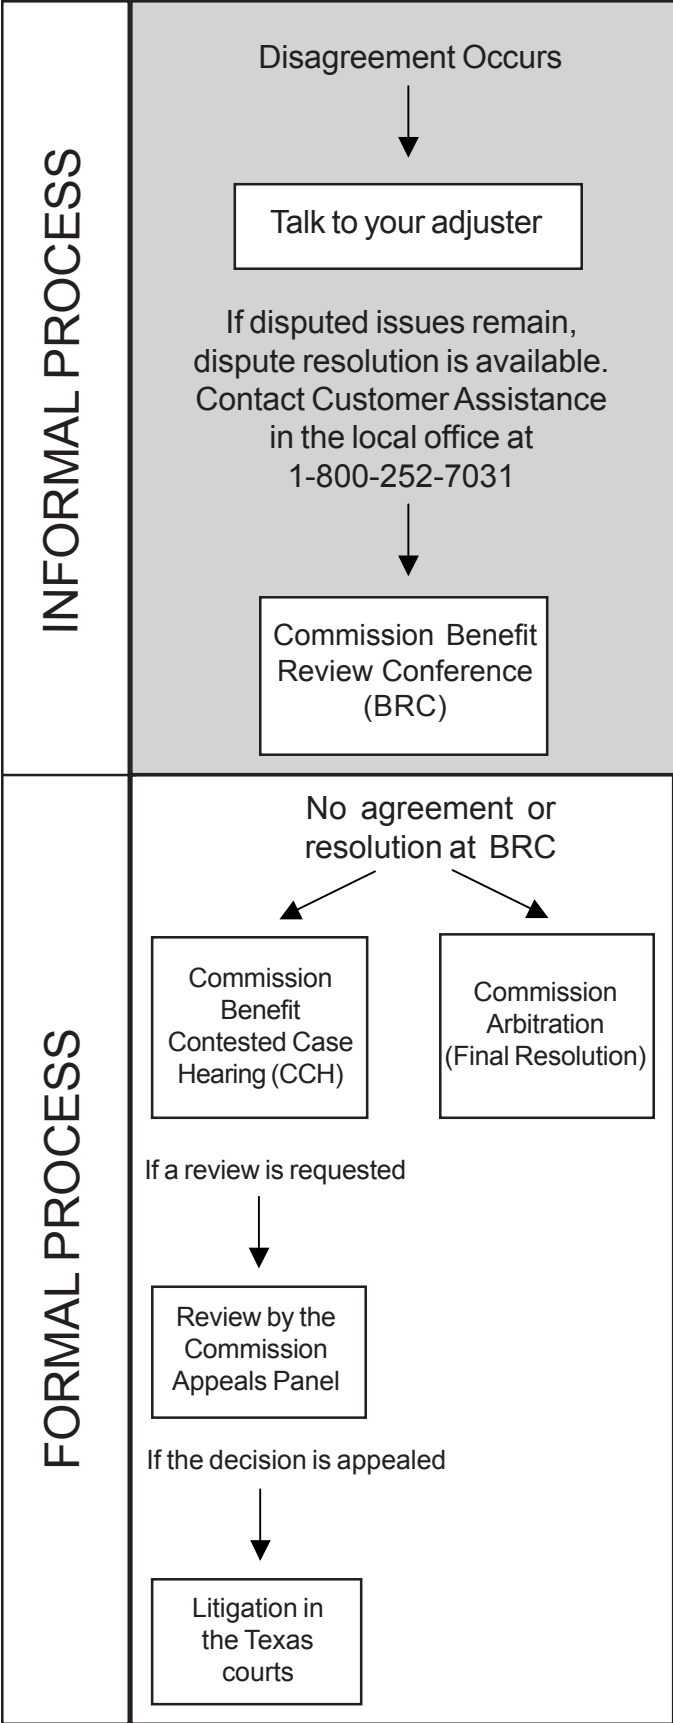 INFORMAL PROCESS
Disagreement Occurs
Talk to your adjuster
If disputed issues remain,
dispute resolution is available.
Contact Customer Assistance
in the local office at
1-800-252-7031
Commission Benefit
Review Conference
(BRC)
FORMAL PROCESS
No agreement or
resolution at BRC
Commission
Benefit
Contested Case
Hearing (CCH)
Commission
Arbitration
(Final Resolution)
If a review is requested
Review by the
Commission
Appeals Panel
If the decision is appealed
Litigation in
the Texas
courts